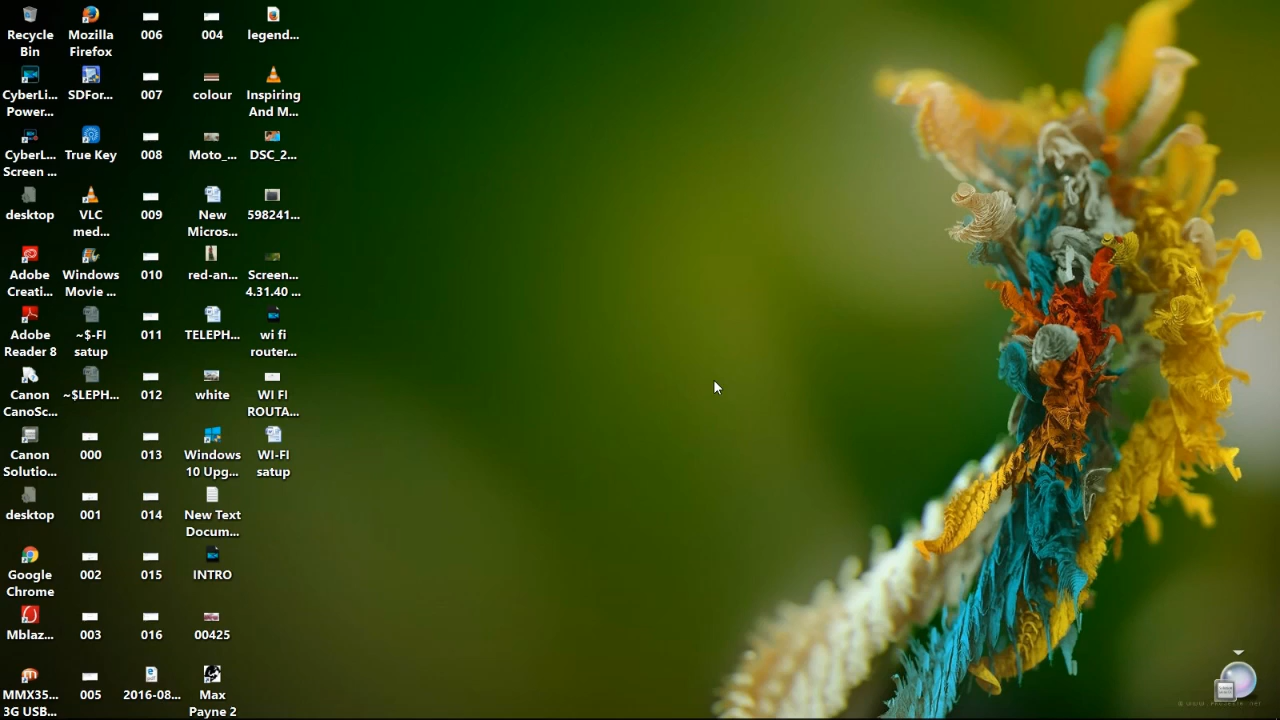 Recycle
Bin
CyberLi...
Power...
CyberL...
Screen ...
desktop
Adobe
Creati...
Adobe
Reader 8
Canon
CanoSc...
Canon
Solutio...
desktop
Google
Chrome
Mblaz...
MMX35...
3G USB...
Mozilla
Firefox
SDFor...
True Key
VLC
med...
Windows
Movie ...
~$-FI
satup
~$LEPH...
000
001
002
003
005
006
007
008
009
010
011
012
013
014
015
016
2016-08...
004
colour
Moto_...
New
Micros...
red-an...
TELEPH...
white
Windows
10 Upg...
New Text
Docum...
INTRO
00425
Max
Payne 2
legend...
Inspiring
And M...
DSC_2...
598241...
Screen...
4.31.40 ...
wi fi
router...
WI FI
ROUTA...
WI-FI
satup